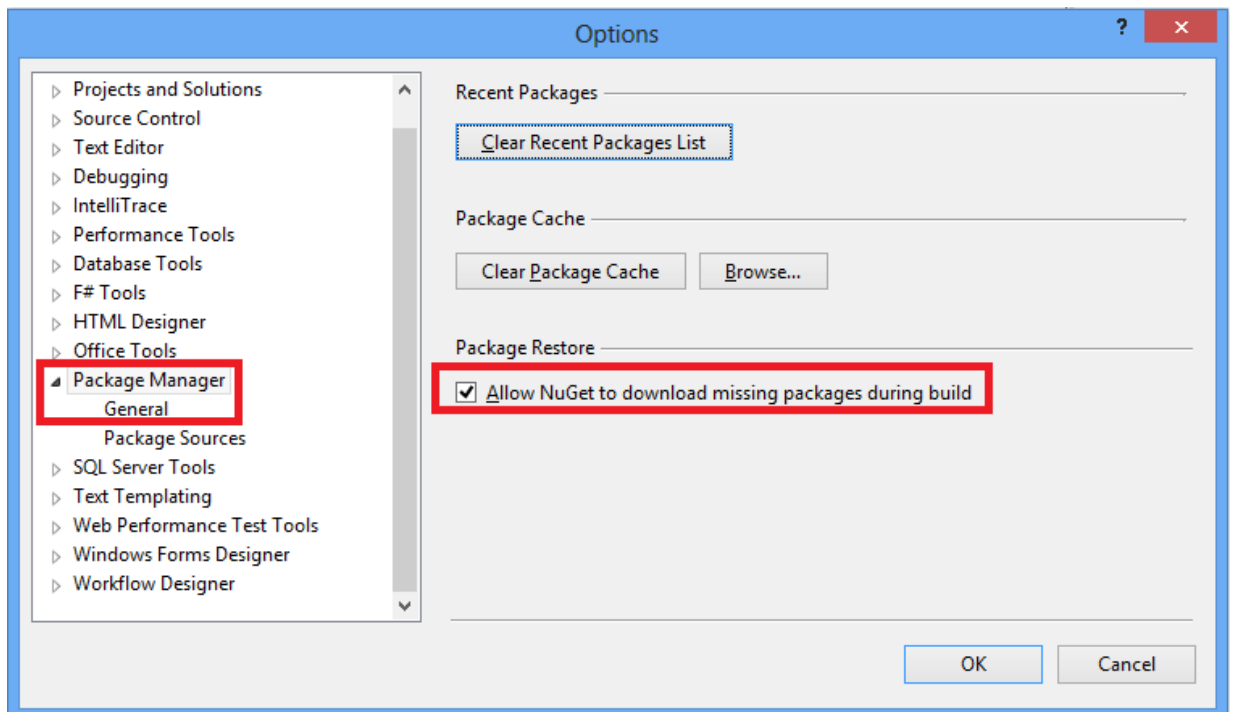 Options
?
Projects and Solutions
Source Control
Text Editor
Debugging
IntelliTrace
Performance Tools
Database Tools
F# Tools
HTML Designer
Office Tools
Package Manager
General
Package Sources
SQL Server Tools
Text Templating
Web Performance Test Tools
Windows Forms Designer
Workflow Designer
Recent Packages
Clear Recent Packages List
Package Cache
Clear Package Cache
Browse...
Package Restore
Allow NuGet to download missing packages during build
OK
Cancel